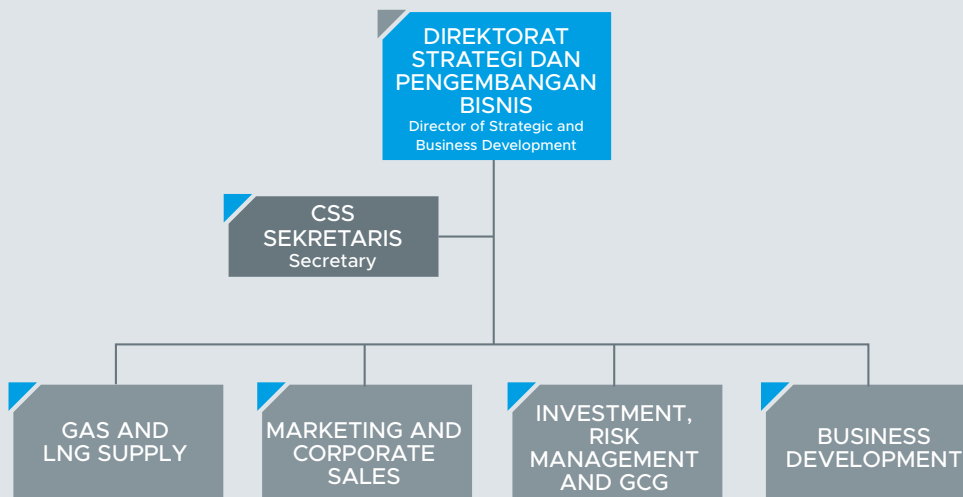 DIREKTORAT
STRATEGI DAN
PENGEMBANGAN
BISNIS
Director of Strategic and
Business Development
CSS
SEKRETARIS
Secretary
GAS AND
LNG SUPPLY
MARKETING AND
CORPORATE
SALES
INVESTMENT,
RISK
MANAGEMENT
AND GCG
BUSINESS
DEVELOPMENT